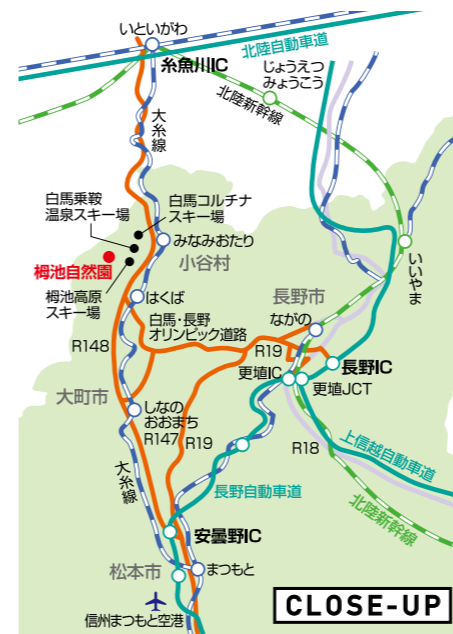 いといがわ
糸魚川IC
北陸自動車道
じょうえつ
みょうこう
北陸新幹線
大糸線
白馬乗鞍
温泉スキー場
白馬コルチナ
スキー場
みなみおたり
栂池自然園
小谷村
いいやま
栂池高原
スキー場
はくば
長野市
ながの
白馬・長野
オリンピック道路
R148
R19
長野IC
更埴IC
更埴JCT
大町市
しなの
おおまち
R147
R19
R18
上信越自動車道
大糸線
長野自動車道
北陸新幹線
安曇野IC
松本市
まつもと
信州まつもと空港
CLOSE-UP